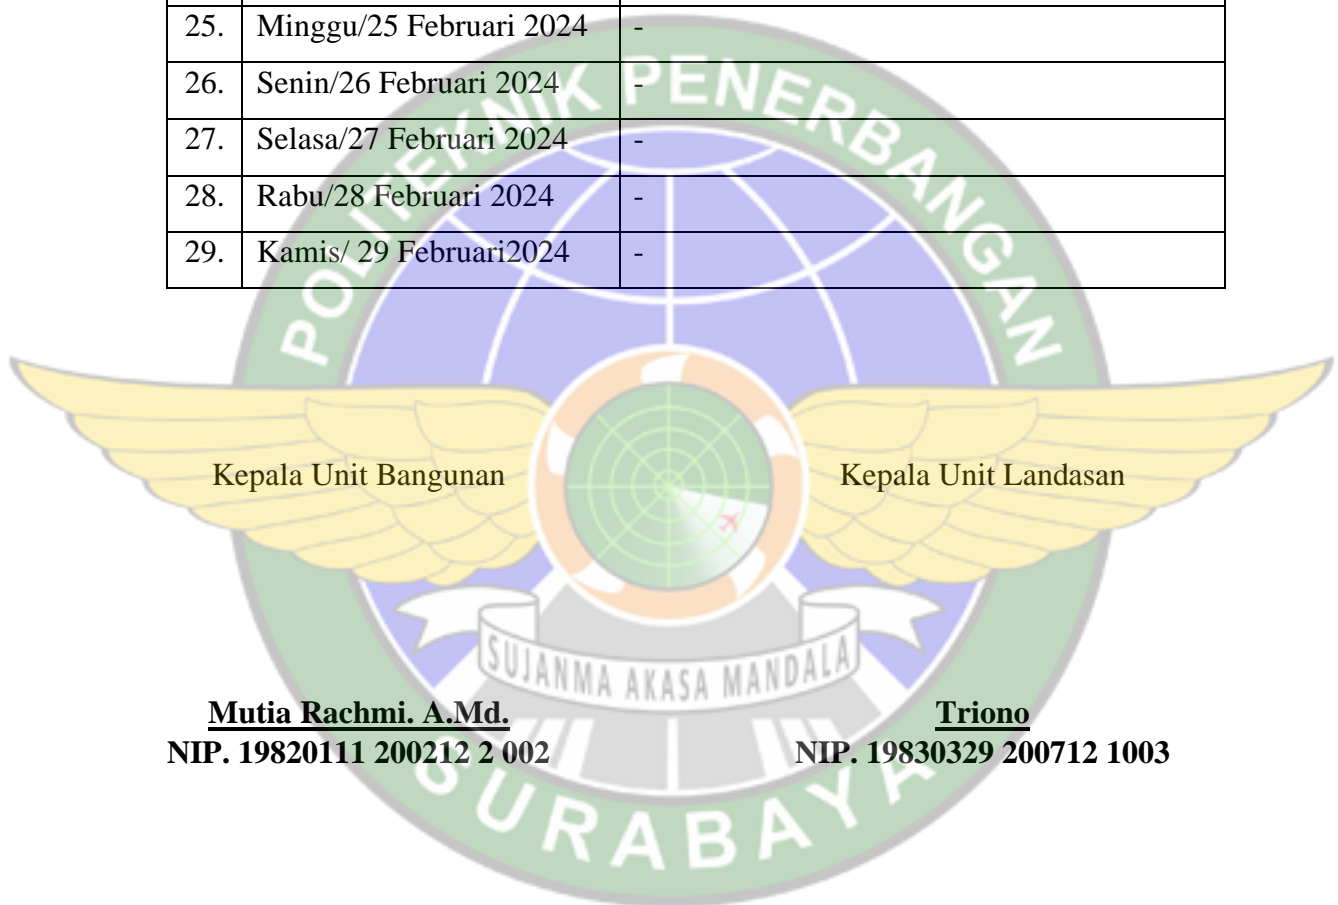 25. Minggu/25 Februari 2024 -
26. Senin/26 Februari 2024 -
27. Selasa/27 Februari 2024 -
28. Rabu/28 Februari 2024 -
29. Kamis/ 29 Februari2024 -
POLITEKNIK PENERBANGAN
Kepala Unit Bangunan Kepala Unit Landasan
SUJANMA AKASA MANDALA
Mutia Rachmi. A.Md. Triono
NIP. 19820111 200212 2 002 NIP. 19830329 200712 1003
SURABAYA